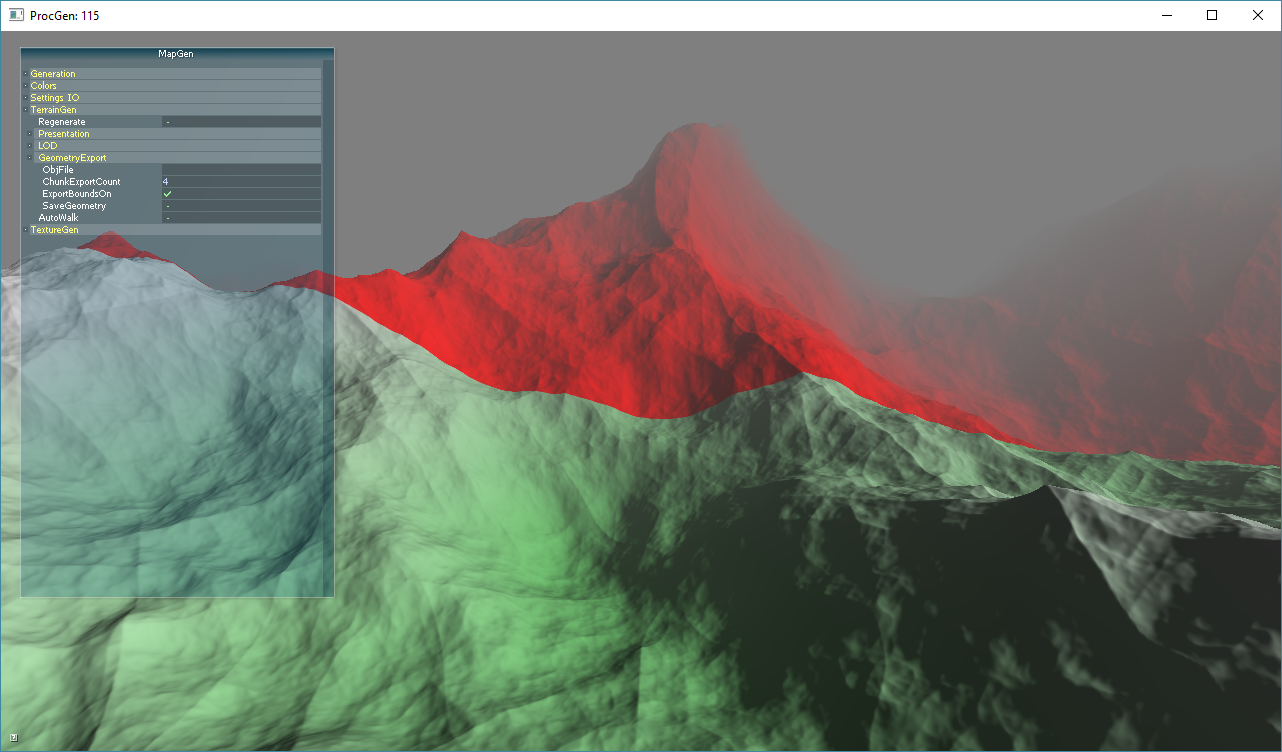 ProcGen: 115
MapGen
Generation
Colors
Settings IO
TerrainGen
Regenerate -
Presentation
LOD
GeometryExport
ObjFile
ChunkExportCount 4
ExportBoundsOn ✓
SaveGeometry -
AutoWalk -
TextureGen
?